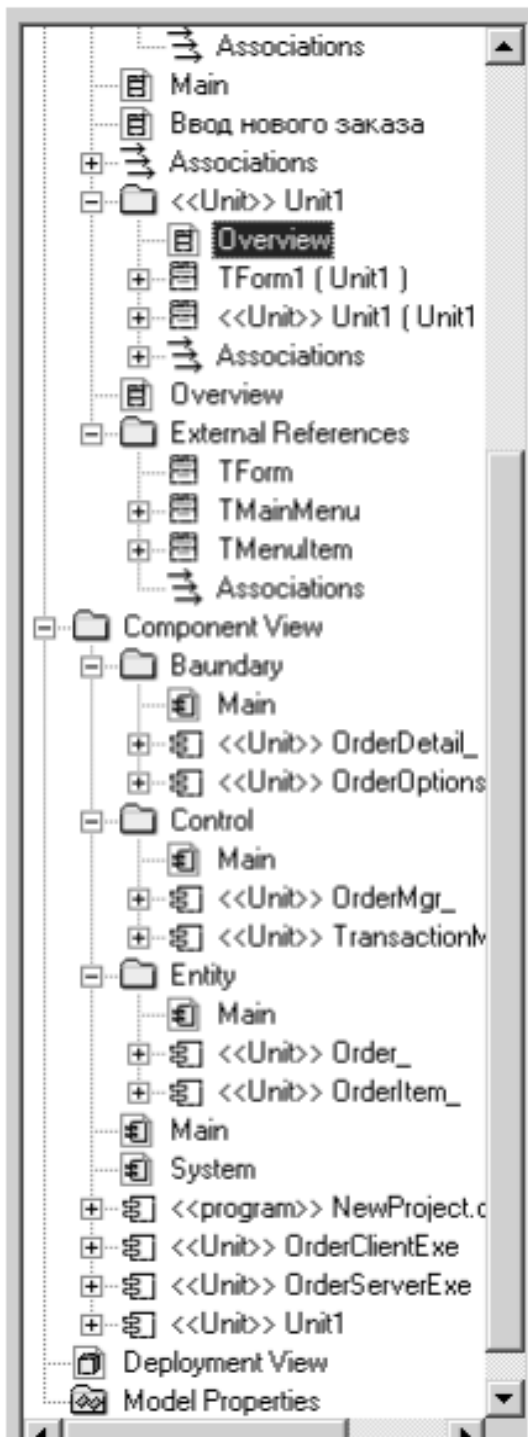 Associations
Main
Ввод нового заказа
Associations
<<Unit>> Unit1
Overview
TForm1 ( Unit1 )
<<Unit>> Unit1 ( Unit1
Associations
Overview
External References
TForm
TMainMenu
TMenuItem
Associations
Component View
Baundary
Main
<<Unit>> OrderDetail_
<<Unit>> OrderOptions
Control
Main
<<Unit>> OrderMgr_
<<Unit>> TransactionM
Entity
Main
<<Unit>> Order_
<<Unit>> OrderItem_
Main
System
<<program>> NewProject.d
<<Unit>> OrderClientExe
<<Unit>> OrderServerExe
<<Unit>> Unit1
Deployment View
Model Properties